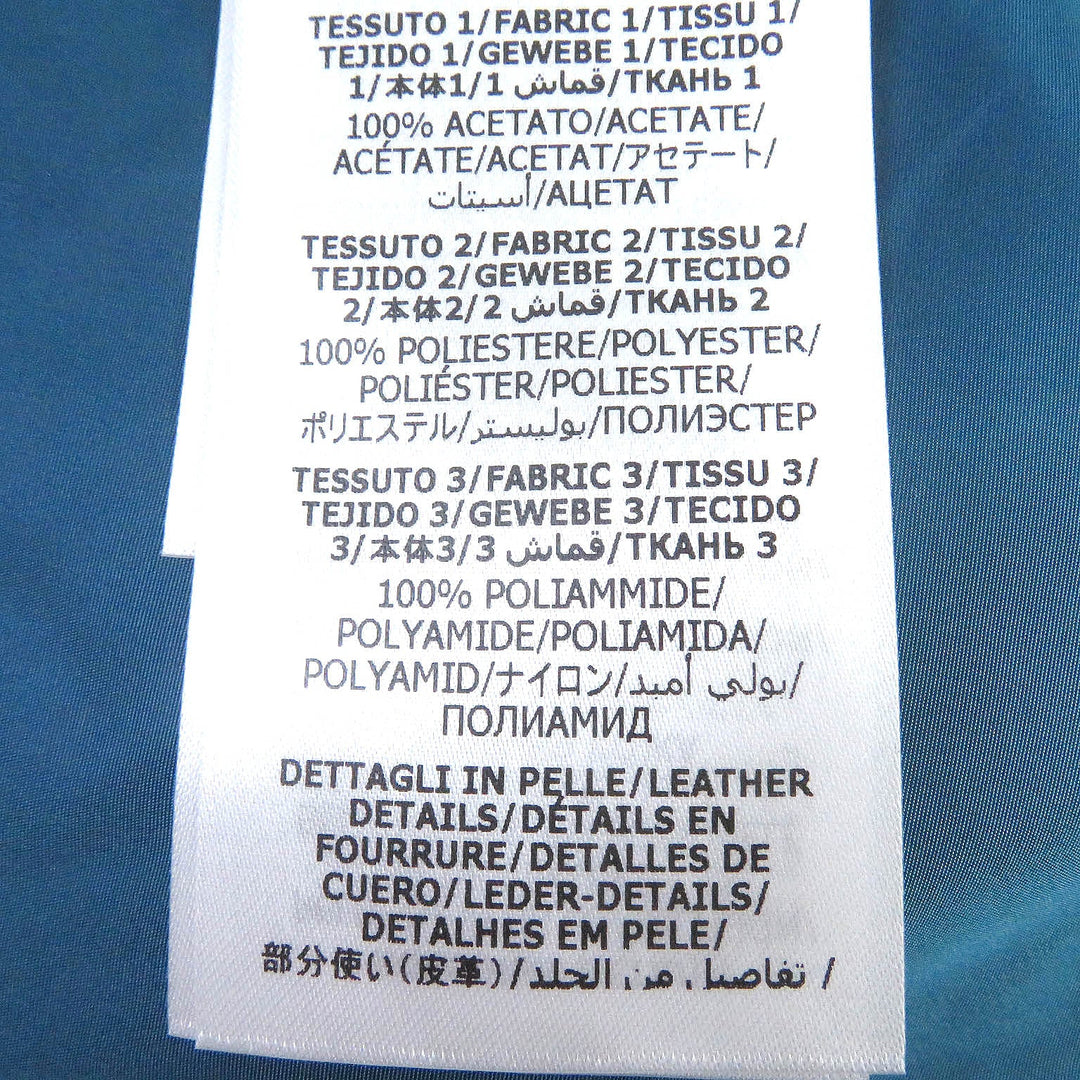 TESSUTO 1/FABRIC 1/TISSU 1/
TEJIDO 1/GEWEBE 1/TECIDO
1/本体1/1 قماش/ТКАНЬ 1
100% ACETATO/ACETATE/
ACÉTATE/ACETAT/アセテート/
أسيتات/АЦЕТАТ
TESSUTO 2/FABRIC 2/TISSU 2/
TEJIDO 2/GEWEBE 2/TECIDO
2/本体2/2 قماش/ТКАНЬ 2
100% POLIESTERE/POLYESTER/
POLIÉSTER/POLIESTER/
ポリエステル/بوليستر/ПОЛИЭСТЕР
TESSUTO 3/FABRIC 3/TISSU 3/
TEJIDO 3/GEWEBE 3/TECIDO
3/本体3/3 قماش/ТКАНЬ 3
100% POLIAMMIDE/
POLYAMIDE/POLIAMIDA/
POLYAMID/ナイロン/بولي أميد/
ПОЛИАМИД
DETTAGLI IN PELLE/LEATHER
DETAILS/DÉTAILS EN
FOURRURE/DETALLES DE
CUERO/LEDER-DETAILS/
DETALHES EM PELE/
部分使い(皮革)/تفاصيل من الجلد /